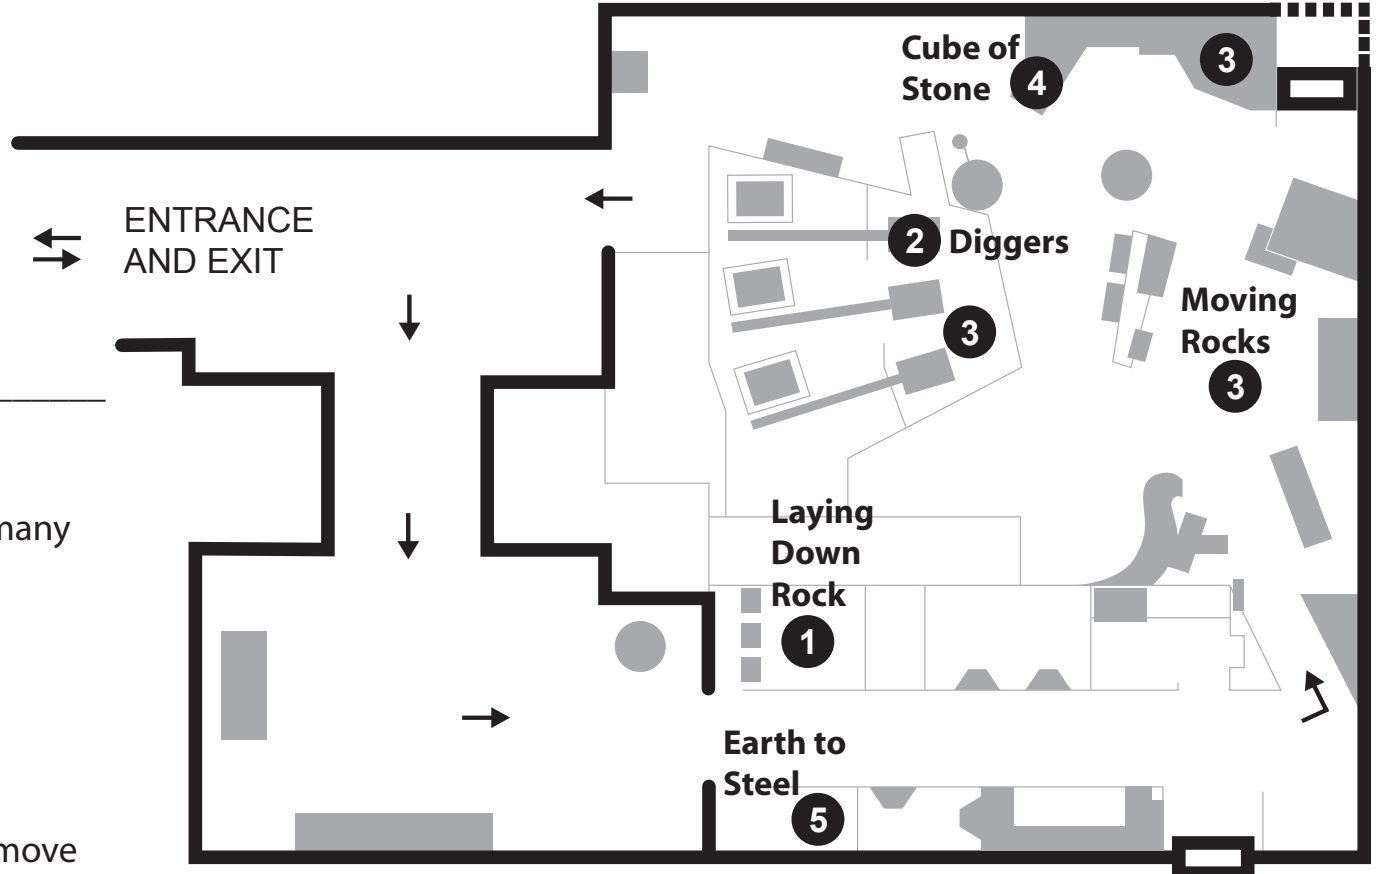 Cube of
Stone
4
3
ENTRANCE
AND EXIT
2 Diggers
3
Moving
Rocks
3
many
Laying
Down
Rock
1
Earth to
Steel
5
move